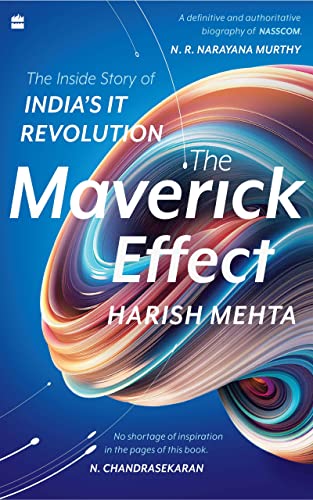 A definitive and authoritative
biography of NASSCOM.
N. R. NARAYANA MURTHY
The Inside Story of
INDIA'S IT
REVOLUTION
The
Maverick
Effect
HARISH MEHTA
No shortage of inspiration
in the pages of this book.
N. CHANDRASEKARAN